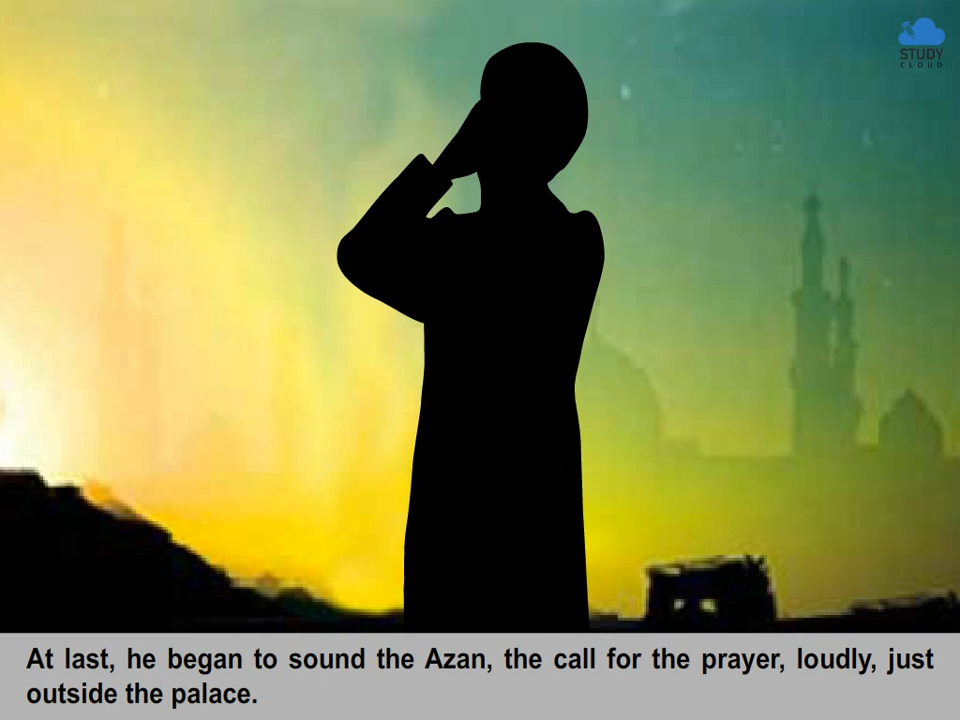 STUDY
CLOUD
At last, he began to sound the Azan, the call for the prayer, loudly, just
outside the palace.